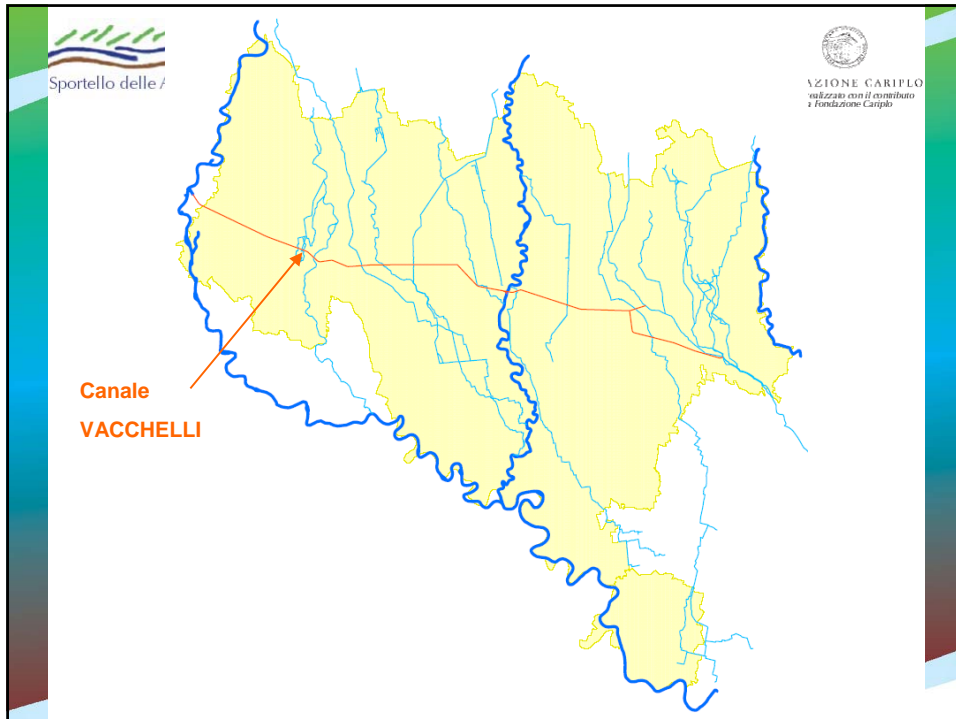 Sportello delle
AZIONE CARIPLO
realizzato con il contributo
a Fondazione Cariplo
Canale
VACCHELLI